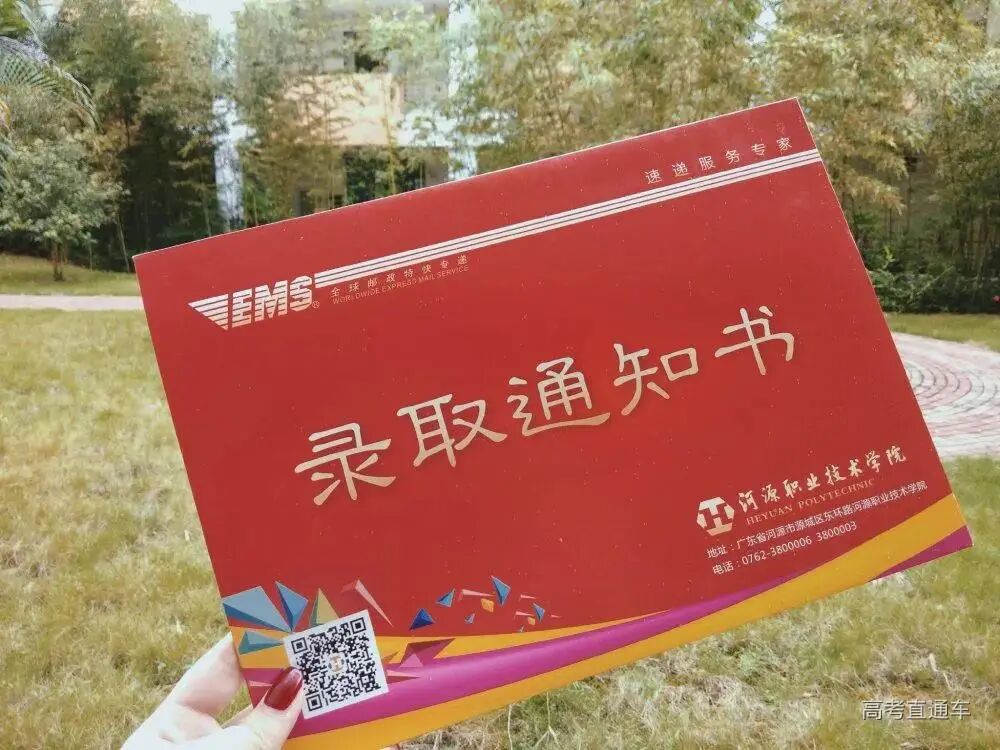 速递服务专家
EMS®
全球邮政特快专递
WORLDWIDE EXPRESS MAIL SERVICE
录取通知书
河源职业技术学院
HEYUAN POLYTECHNIC
地址：广东省河源市源城区东环路河源职业技术学院
电话：0762-3800006 3800003
高考直通车